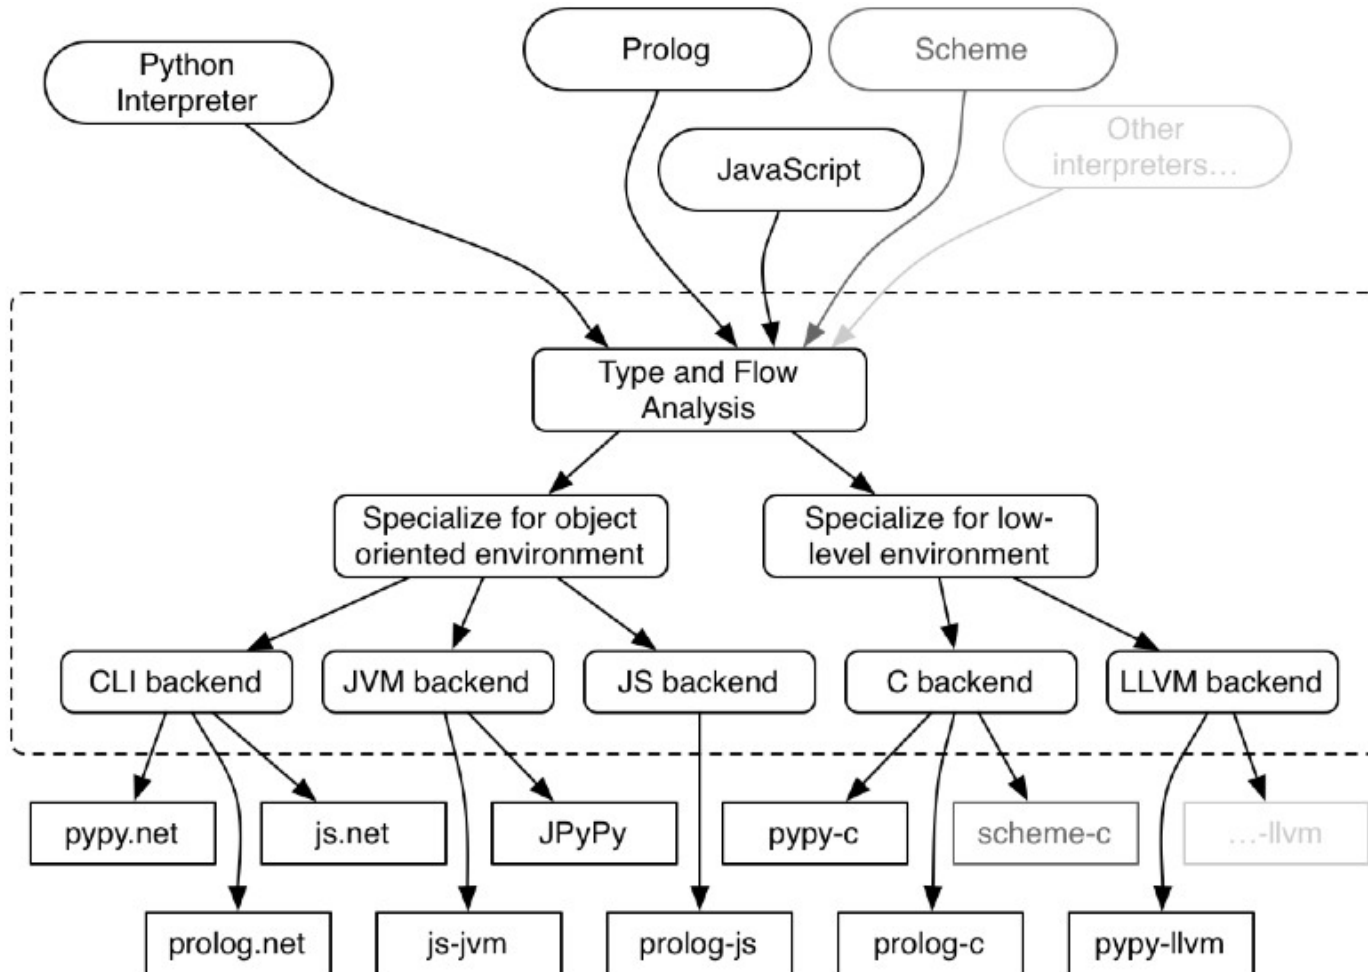 Python
Interpreter
Prolog
Scheme
JavaScript
Other
interpreters...
Type and Flow
Analysis
Specialize for object
oriented environment
Specialize for low-
level environment
CLI backend
JVM backend
JS backend
C backend
LLVM backend
pypy.net
js.net
JPyPy
pypy-c
scheme-c
...-llvm
prolog.net
js-jvm
prolog-js
prolog-c
pypy-llvm